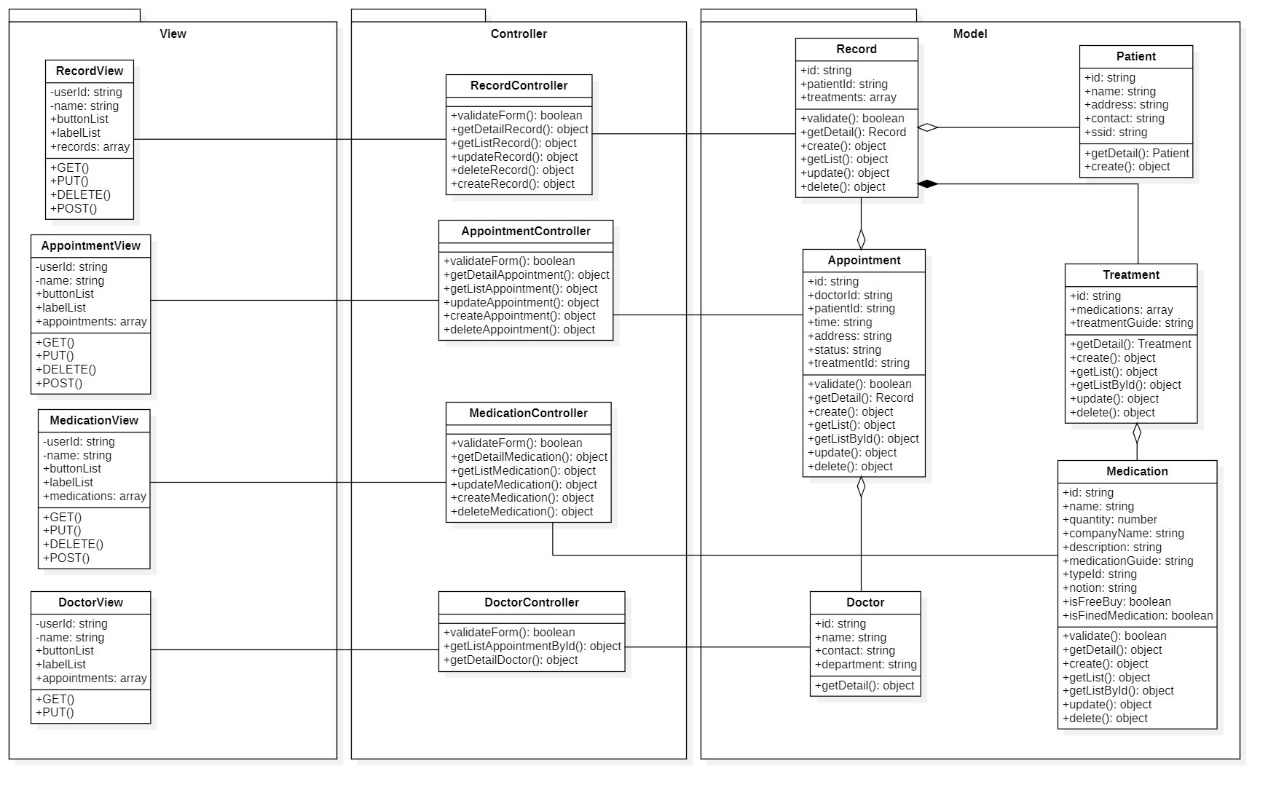 View
RecordView
-userId: string
-name: string
+buttonList
+labelList
+records: array
+GET()
+PUT()
+DELETE()
+POST()
AppointmentView
-userId: string
-name: string
+buttonList
+labelList
+appointments: array
+GET()
+PUT()
+DELETE()
+POST()
MedicationView
-userId: string
-name: string
+buttonList
+labelList
+medications: array
+GET()
+PUT()
+DELETE()
+POST()
DoctorView
-userId: string
-name: string
+buttonList
+labelList
+appointments: array
+GET()
+PUT()
Controller
RecordController
+validateForm(): boolean
+getDetailRecord(): object
+getListRecord(): object
+updateRecord(): object
+deleteRecord(): object
+createRecord(): object
AppointmentController
+validateForm(): boolean
+getDetailAppointment(): object
+getListAppointment(): object
+updateAppointment(): object
+createAppointment(): object
+deleteAppointment(): object
MedicationController
+validateForm(): boolean
+getDetailMedication(): object
+getListMedication(): object
+updateMedication(): object
+createMedication(): object
+deleteMedication(): object
DoctorController
+validateForm(): boolean
+getListAppointmentById(): object
+getDetailDoctor(): object
Model
Record
+id: string
+patientId: string
+treatments: array
+validate(): boolean
+getDetail(): Record
+create(): object
+getList(): object
+update(): object
+delete(): object
Patient
+id: string
+name: string
+address: string
+contact: string
+ssid: string
+getDetail(): Patient
+create(): object
Appointment
+id: string
+doctorId: string
+patientId: string
+time: string
+address: string
+status: string
+treatmentId: string
+validate(): boolean
+getDetail(): Record
+create(): object
+getList(): object
+getListById(): object
+update(): object
+delete(): object
Treatment
+id: string
+medications: array
+treatmentGuide: string
+getDetail(): Treatment
+create(): object
+getList(): object
+getListById(): object
+update(): object
+delete(): object
Medication
+id: string
+name: string
+quantity: number
+companyName: string
+description: string
+medicationGuide: string
+typeId: string
+notion: string
+isFreeBuy: boolean
+isFinedMedication: boolean
+validate(): boolean
+getDetail(): object
+create(): object
+getList(): object
+getListById(): object
+update(): object
+delete(): object
Doctor
+id: string
+name: string
+contact: string
+department: string
+getDetail(): object